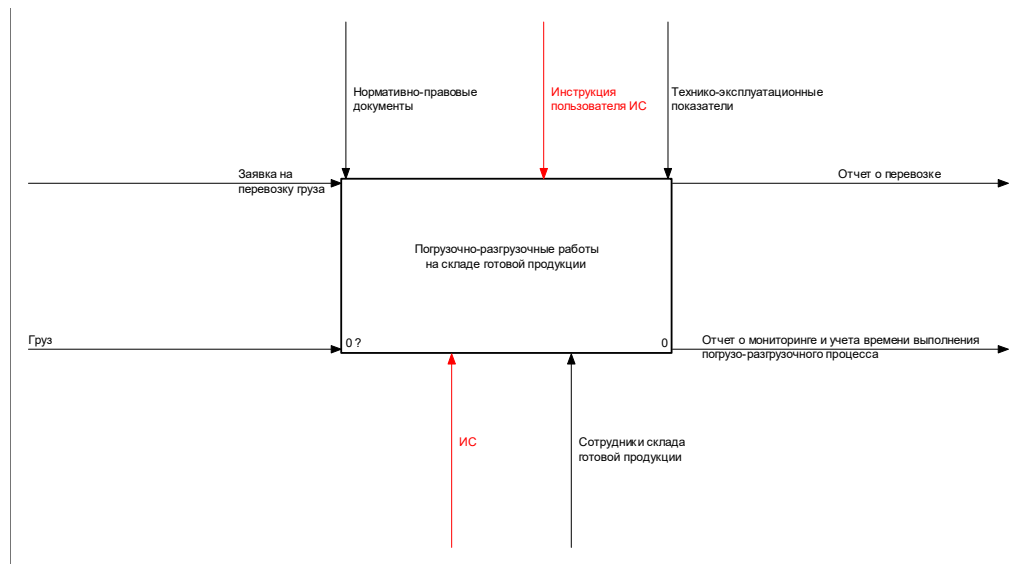 Нормативно-правовые
документы
Инструкция
пользователя ИС
Технико-эксплуатационные
показатели
Заявка на
перевозку груза
Отчет о перевозке
Погрузочно-разгрузочные работы
на складе готовой продукции
Груз
0 ?
0
Отчет о мониторинге и учета времени выполнения
погрузо-разгрузочного процесса
ИС
Сотрудники склада
готовой продукции